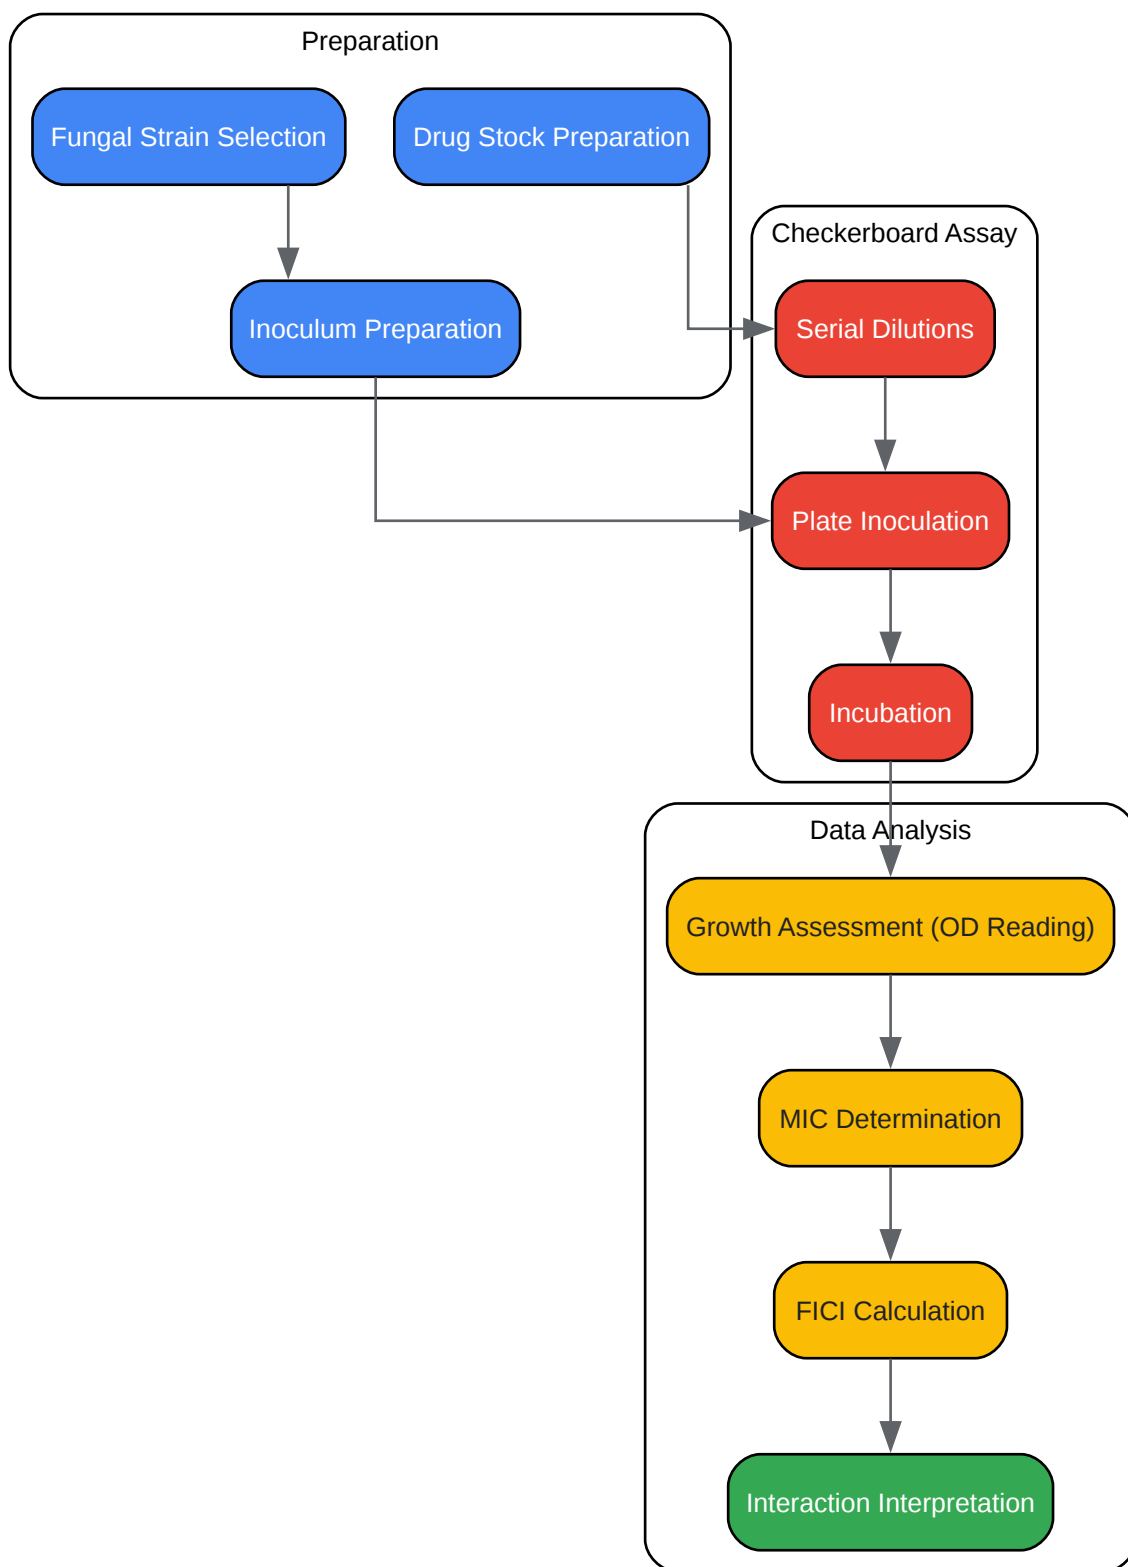 Preparation
Fungal Strain Selection
Drug Stock Preparation
Inoculum Preparation
Checkerboard Assay
Serial Dilutions
Plate Inoculation
Incubation
Data Analysis
Growth Assessment (OD Reading)
MIC Determination
FICI Calculation
Interaction Interpretation